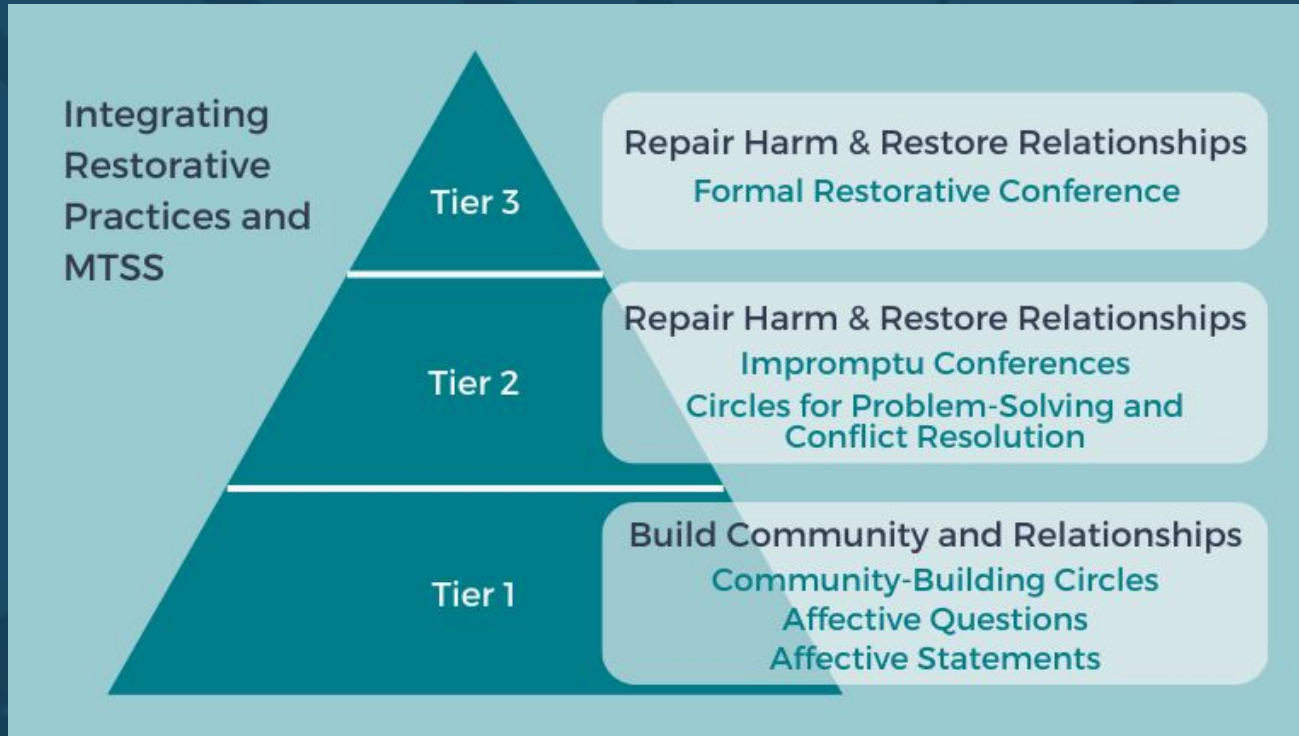 Integrating
Restorative
Practices and
MTSS
Tier 3
Repair Harm & Restore Relationships
Formal Restorative Conference
Tier 2
Repair Harm & Restore Relationships
Impromptu Conferences
Circles for Problem-Solving and
Conflict Resolution
Tier 1
Build Community and Relationships
Community-Building Circles
Affective Questions
Affective Statements